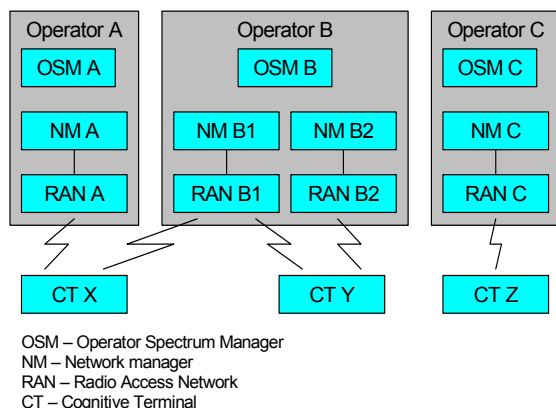 Operator A
Operator B
Operator C
OSM A
OSM B
OSM C
NM A
NM B1
NM B2
NM C
RAN A
RAN B1
RAN B2
RAN C
CT X
CT Y
CT Z
OSM – Operator Spectrum Manager
NM – Network manager
RAN – Radio Access Network
CT – Cognitive Terminal